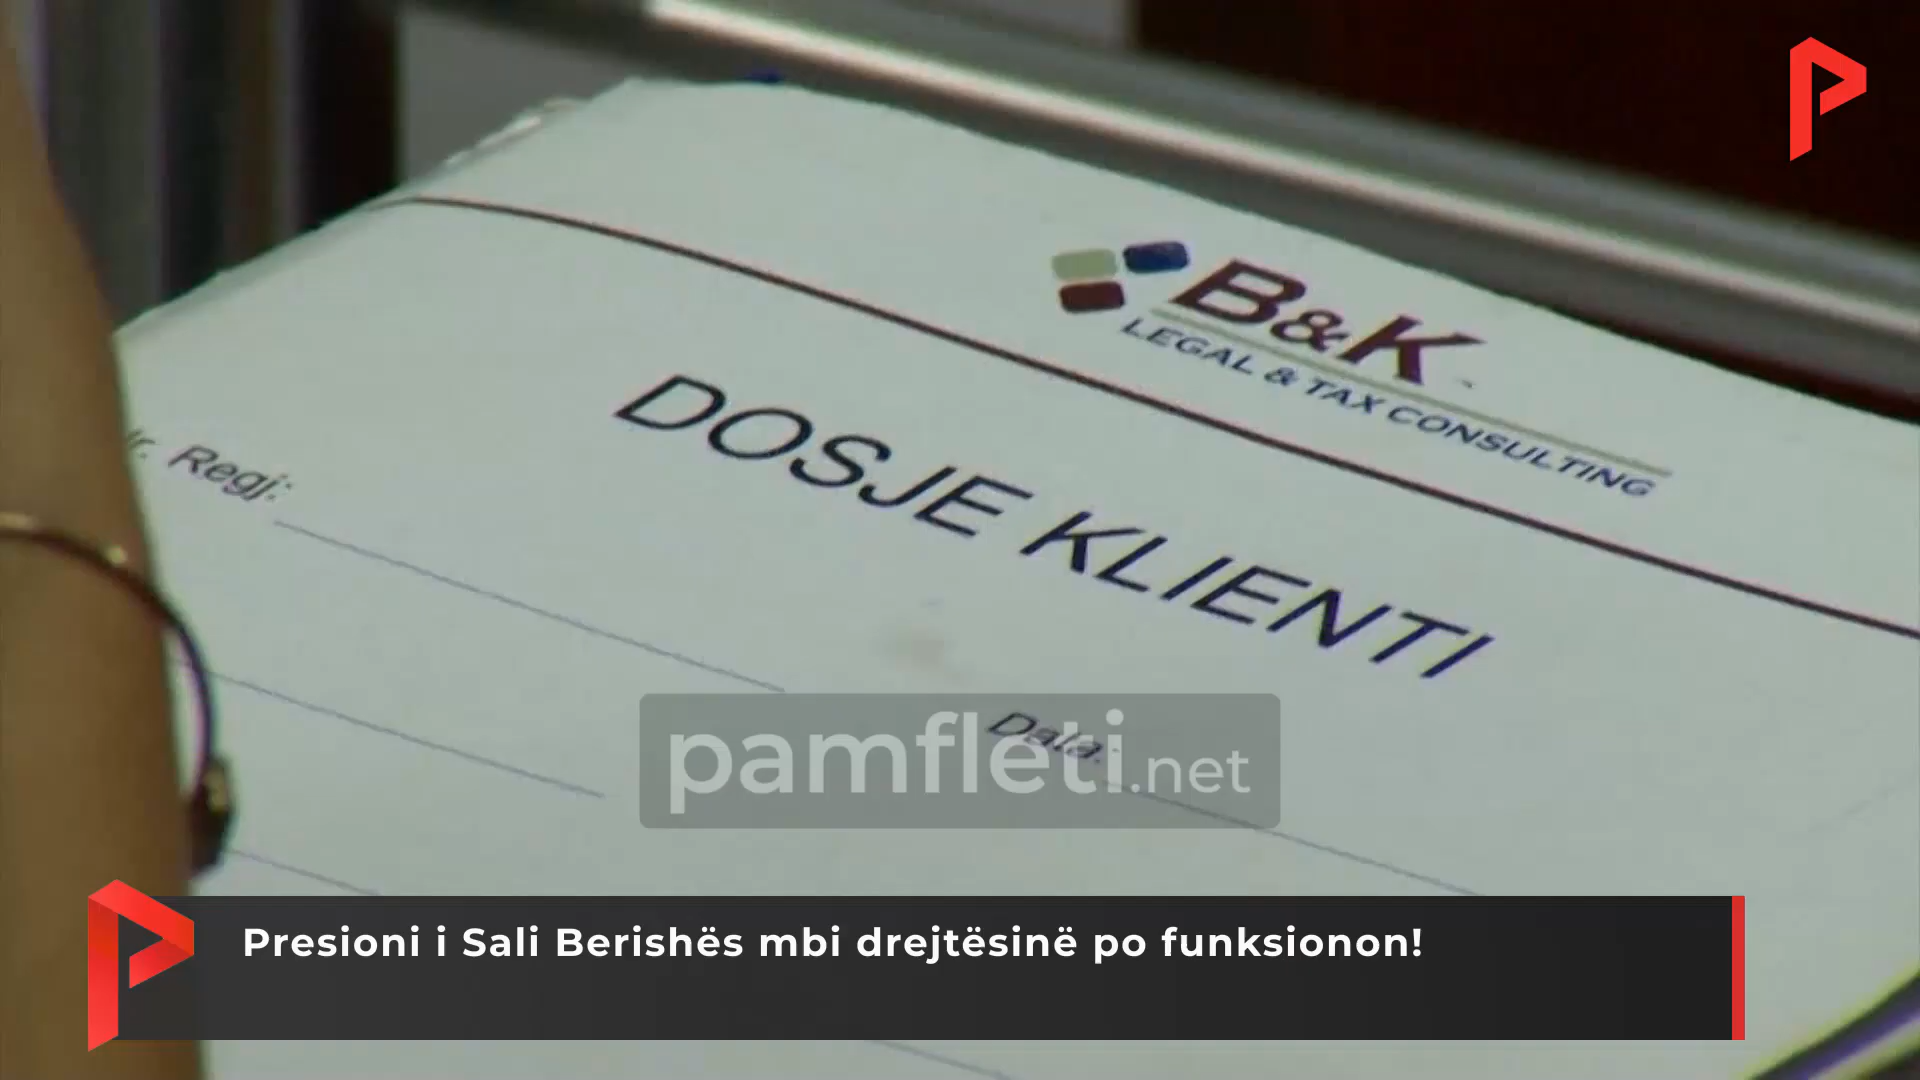 B&K
LEGAL & TAX CONSULTING
DOSJE KLIENTI
Regj:
Data:
pamfleti.net
Presioni i Sali Berishës mbi drejtësinë po funksionon!